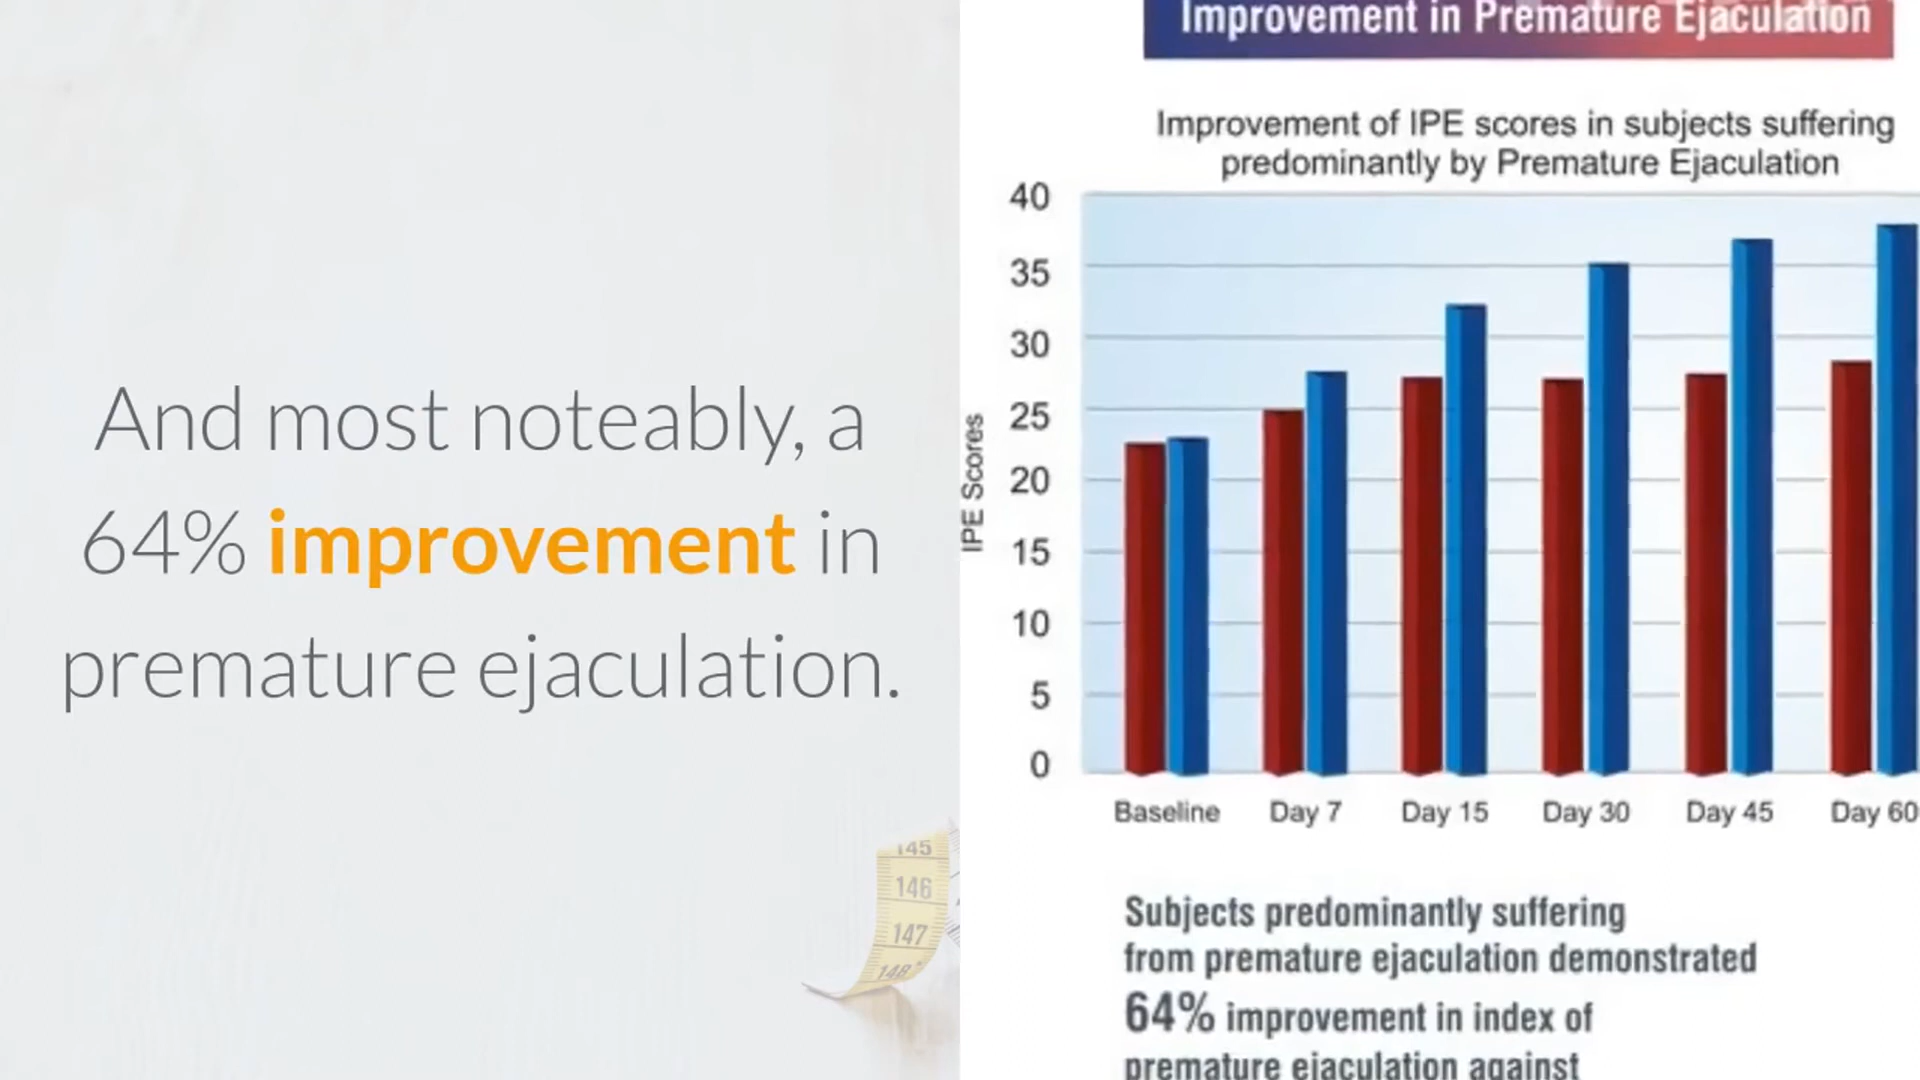 And most noteably, a
64% improvement in
premature ejaculation.
Improvement in Premature Ejaculation
Improvement of IPE scores in subjects suffering
predominantly by Premature Ejaculation
IPE Scores
40
35
30
25
20
15
10
5
0
Baseline Day 7 Day 15 Day 30 Day 45 Day 60
Subjects predominantly suffering
from premature ejaculation demonstrated
64% improvement in index of
premature ejaculation against
145
146
147
148